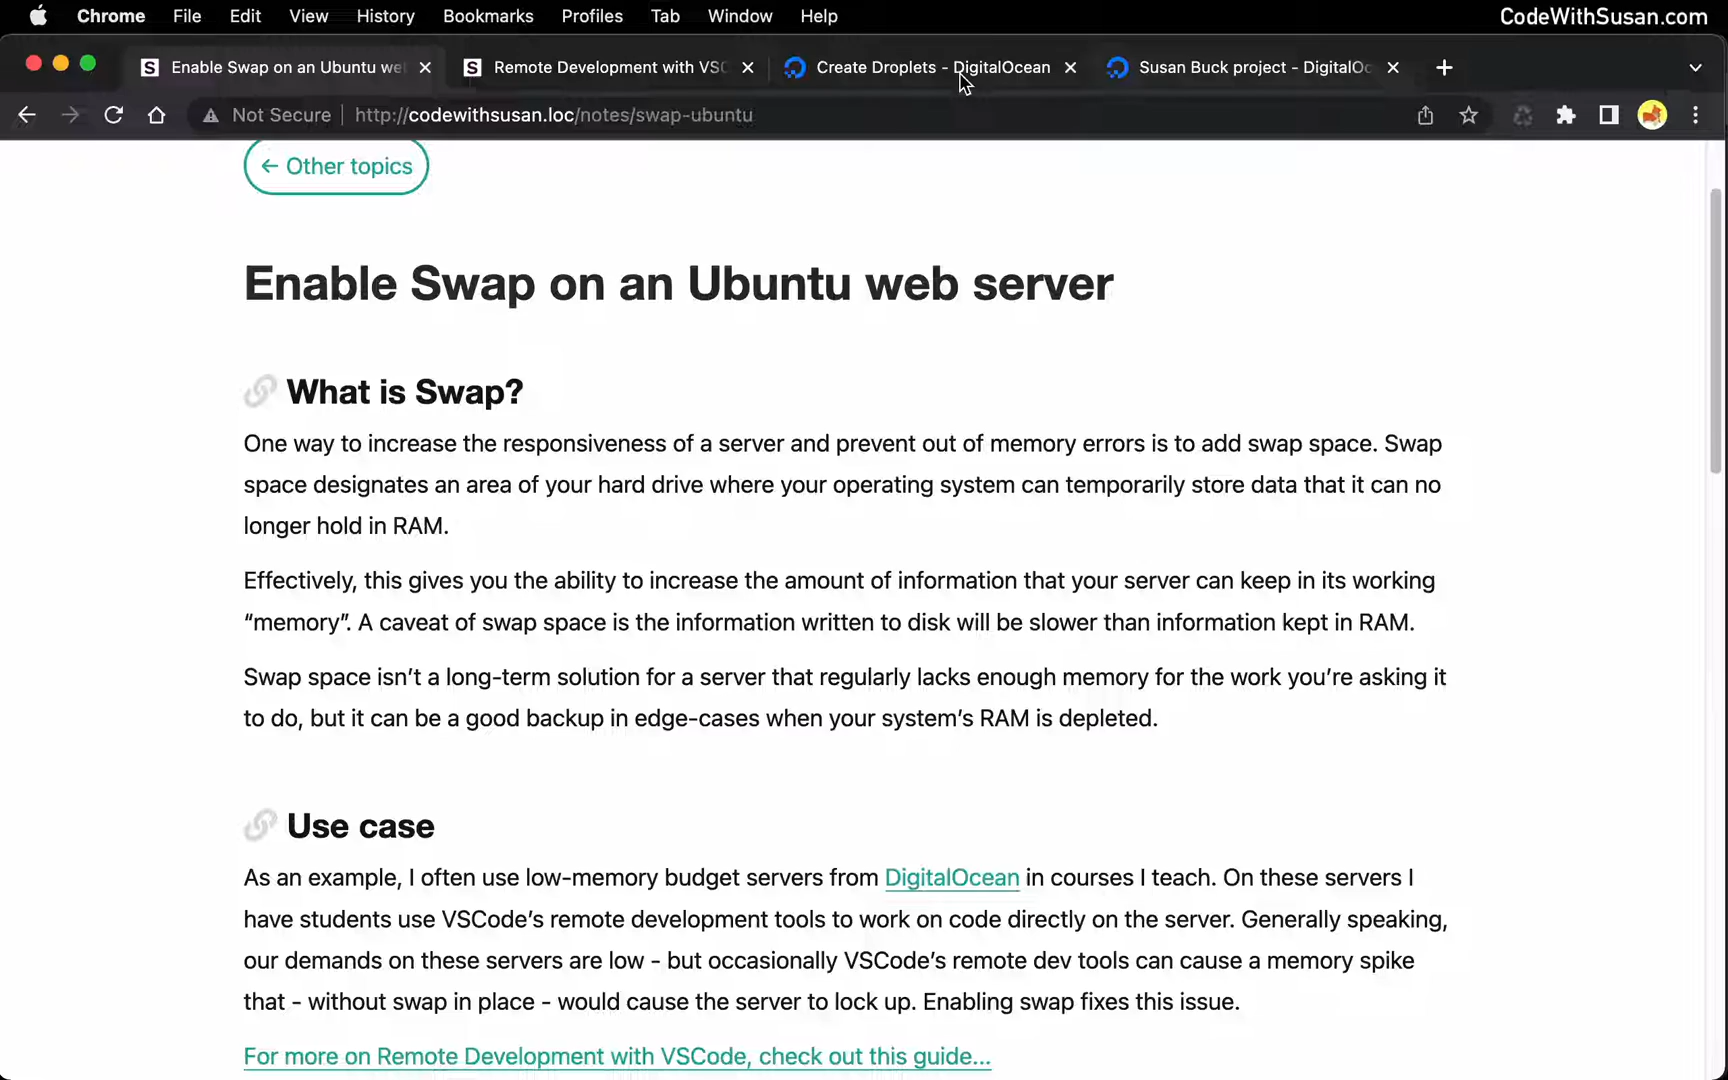 Chrome File Edit View History Bookmarks Profiles Tab Window Help CodeWithSusan.com
Enable Swap on an Ubuntu we Remote Development with VSC Create Droplets - DigitalOcean Susan Buck project - DigitalOc
Not Secure http://codewithsusan.loc/notes/swap-ubuntu
← Other topics
Enable Swap on an Ubuntu web server
What is Swap?
One way to increase the responsiveness of a server and prevent out of memory errors is to add swap space. Swap
space designates an area of your hard drive where your operating system can temporarily store data that it can no
longer hold in RAM.
Effectively, this gives you the ability to increase the amount of information that your server can keep in its working
“memory”. A caveat of swap space is the information written to disk will be slower than information kept in RAM.
Swap space isn’t a long-term solution for a server that regularly lacks enough memory for the work you’re asking it
to do, but it can be a good backup in edge-cases when your system’s RAM is depleted.
Use case
As an example, I often use low-memory budget servers from DigitalOcean in courses I teach. On these servers I
have students use VSCode’s remote development tools to work on code directly on the server. Generally speaking,
our demands on these servers are low - but occasionally VSCode’s remote dev tools can cause a memory spike
that - without swap in place - would cause the server to lock up. Enabling swap fixes this issue.
For more on Remote Development with VSCode, check out this guide...